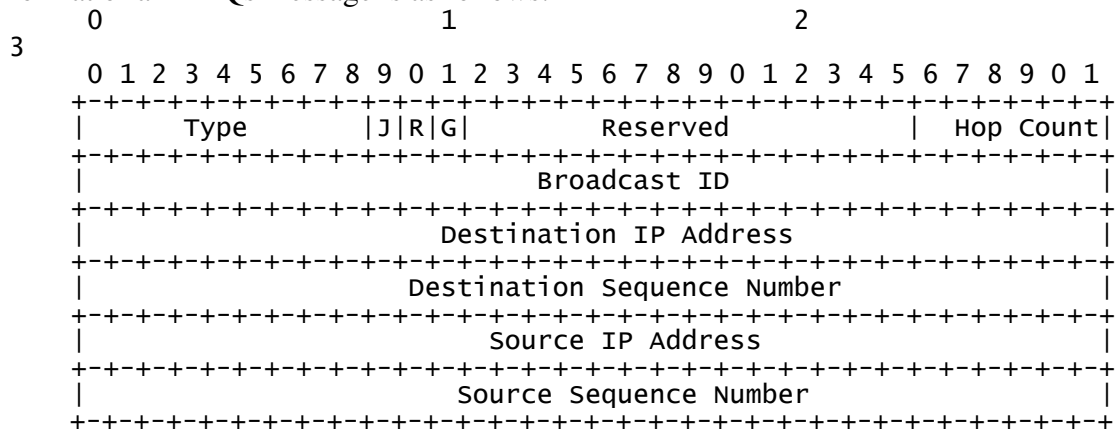 0                   1                   2
3
0 1 2 3 4 5 6 7 8 9 0 1 2 3 4 5 6 7 8 9 0 1 2 3 4 5 6 7 8 9 0 1
+-+-+-+-+-+-+-+-+-+-+-+-+-+-+-+-+-+-+-+-+-+-+-+-+-+-+-+-+-+-+-+-+
| Type |J|R|G| Reserved | Hop Count|
+-+-+-+-+-+-+-+-+-+-+-+-+-+-+-+-+-+-+-+-+-+-+-+-+-+-+-+-+-+-+-+-+
| Broadcast ID |
+-+-+-+-+-+-+-+-+-+-+-+-+-+-+-+-+-+-+-+-+-+-+-+-+-+-+-+-+-+-+-+-+
| Destination IP Address |
+-+-+-+-+-+-+-+-+-+-+-+-+-+-+-+-+-+-+-+-+-+-+-+-+-+-+-+-+-+-+-+-+
| Destination Sequence Number |
+-+-+-+-+-+-+-+-+-+-+-+-+-+-+-+-+-+-+-+-+-+-+-+-+-+-+-+-+-+-+-+-+
| Source IP Address |
+-+-+-+-+-+-+-+-+-+-+-+-+-+-+-+-+-+-+-+-+-+-+-+-+-+-+-+-+-+-+-+-+
| Source Sequence Number |
+-+-+-+-+-+-+-+-+-+-+-+-+-+-+-+-+-+-+-+-+-+-+-+-+-+-+-+-+-+-+-+-+